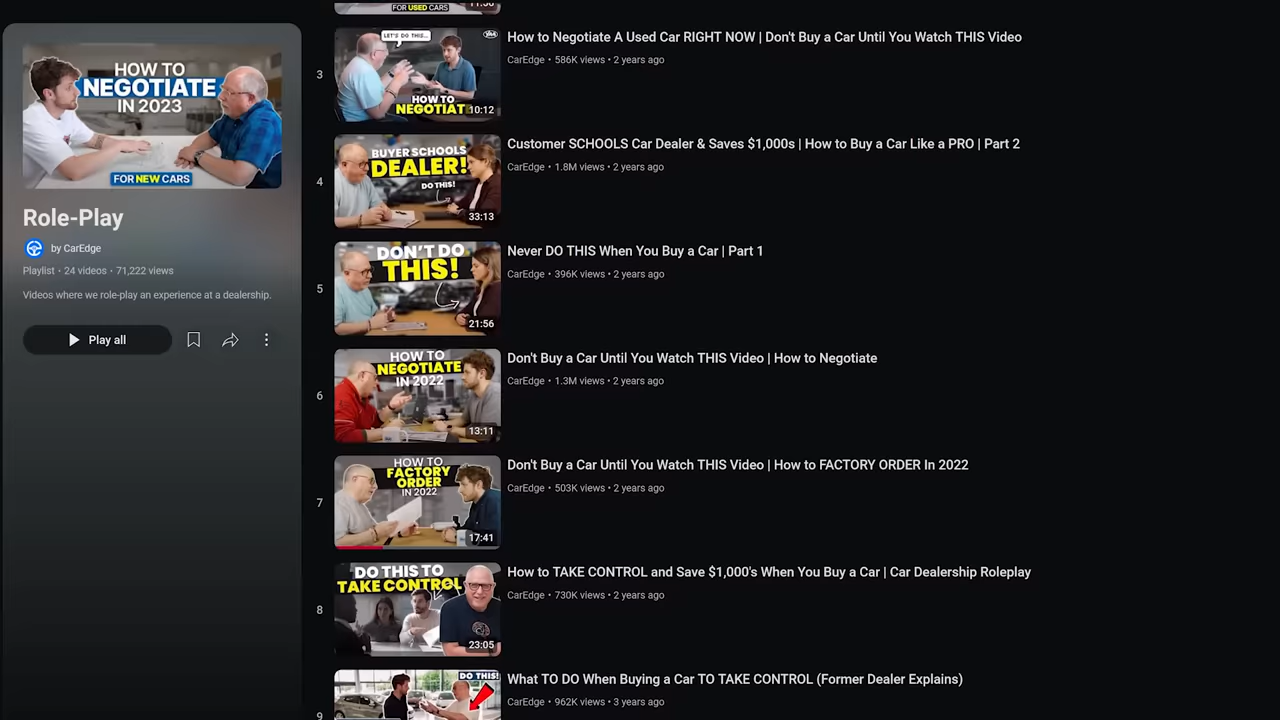 HOW TO
NEGOTIATE
IN 2023
FOR NEW CARS
Role-Play
by CarEdge
Playlist • 24 videos • 71,222 views
Videos where we role-play an experience at a dealership.
Play all
FOR USED CARS
11:56
3
LET'S DO THIS...
HOW TO
NEGOTIAT
10:12
How to Negotiate A Used Car RIGHT NOW | Don't Buy a Car Until You Watch THIS Video
CarEdge • 586K views • 2 years ago
4
BUYER SCHOOLS
DEALER!
DO THIS!
33:13
Customer SCHOOLS Car Dealer & Saves $1,000s | How to Buy a Car Like a PRO | Part 2
CarEdge • 1.8M views • 2 years ago
5
DON'T DO
THIS!
21:56
Never DO THIS When You Buy a Car | Part 1
CarEdge • 396K views • 2 years ago
6
HOW TO
NEGOTIATE
IN 2022
13:11
Don't Buy a Car Until You Watch THIS Video | How to Negotiate
CarEdge • 1.3M views • 2 years ago
7
HOW TO
FACTORY
ORDER
IN 2022
17:41
Don't Buy a Car Until You Watch THIS Video | How to FACTORY ORDER In 2022
CarEdge • 503K views • 2 years ago
8
DO THIS TO
TAKE CONTROL
23:05
How to TAKE CONTROL and Save $1,000's When You Buy a Car | Car Dealership Roleplay
CarEdge • 730K views • 2 years ago
9
DO THIS!
What TO DO When Buying a Car TO TAKE CONTROL (Former Dealer Explains)
CarEdge • 962K views • 3 years ago